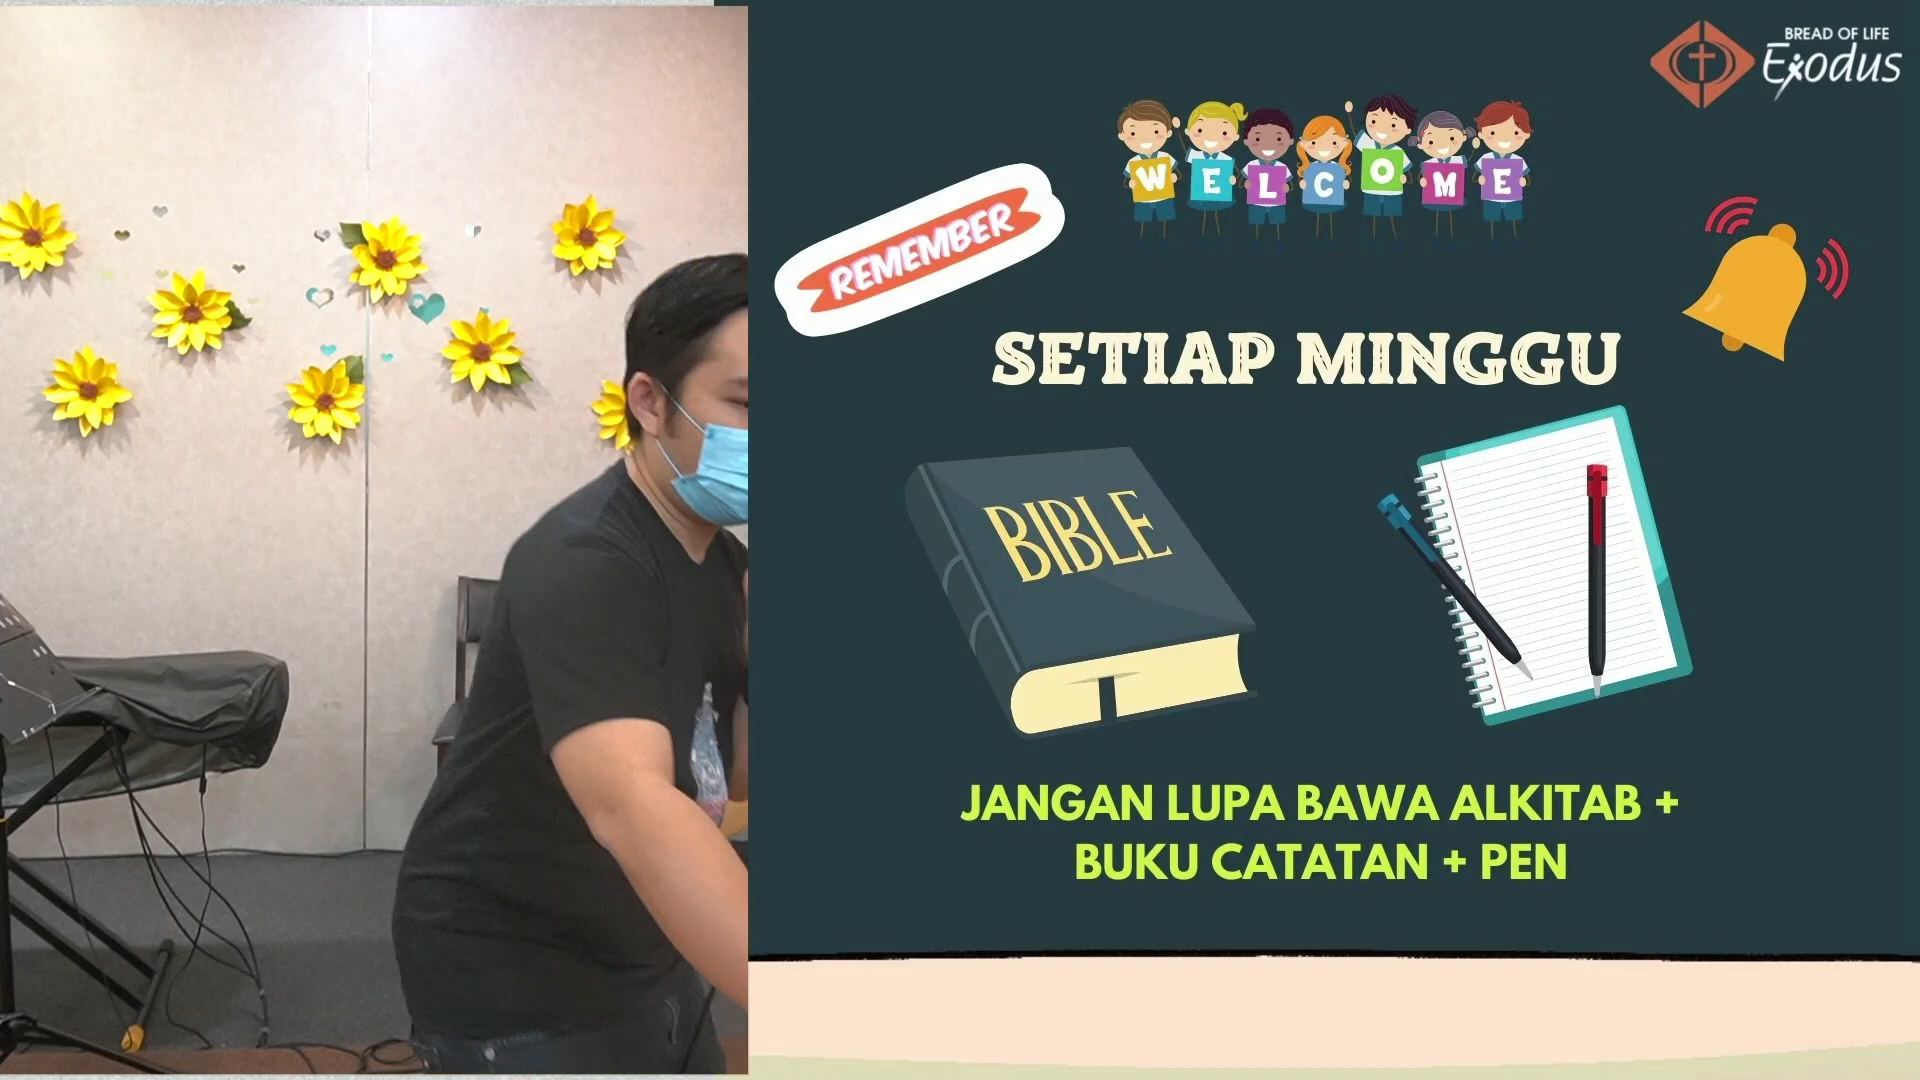 BREAD OF LIFE
Exodus
WELCOME
REMEMBER
SETIAP MINGGU
BIBLE
JANGAN LUPA BAWA ALKITAB +
BUKU CATATAN + PEN